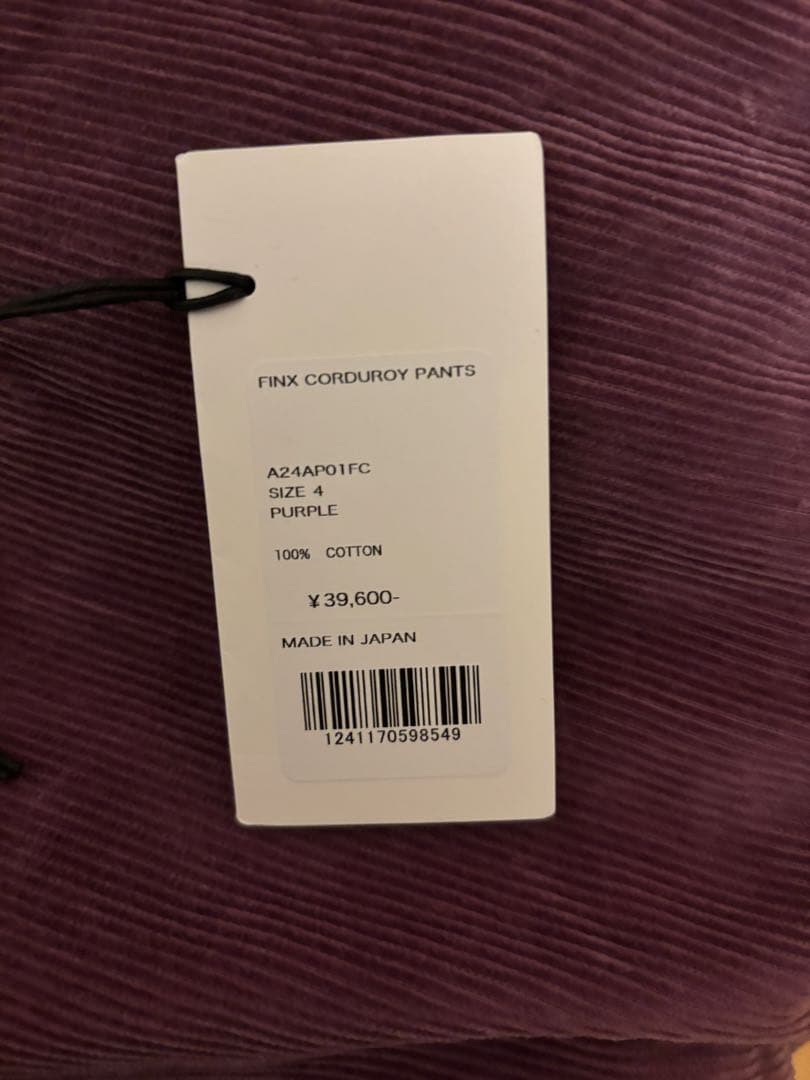 FINX CORDUROY PANTS
A24AP01FC
SIZE 4
PURPLE
100% COTTON
¥39,600-
MADE IN JAPAN
1241170598549